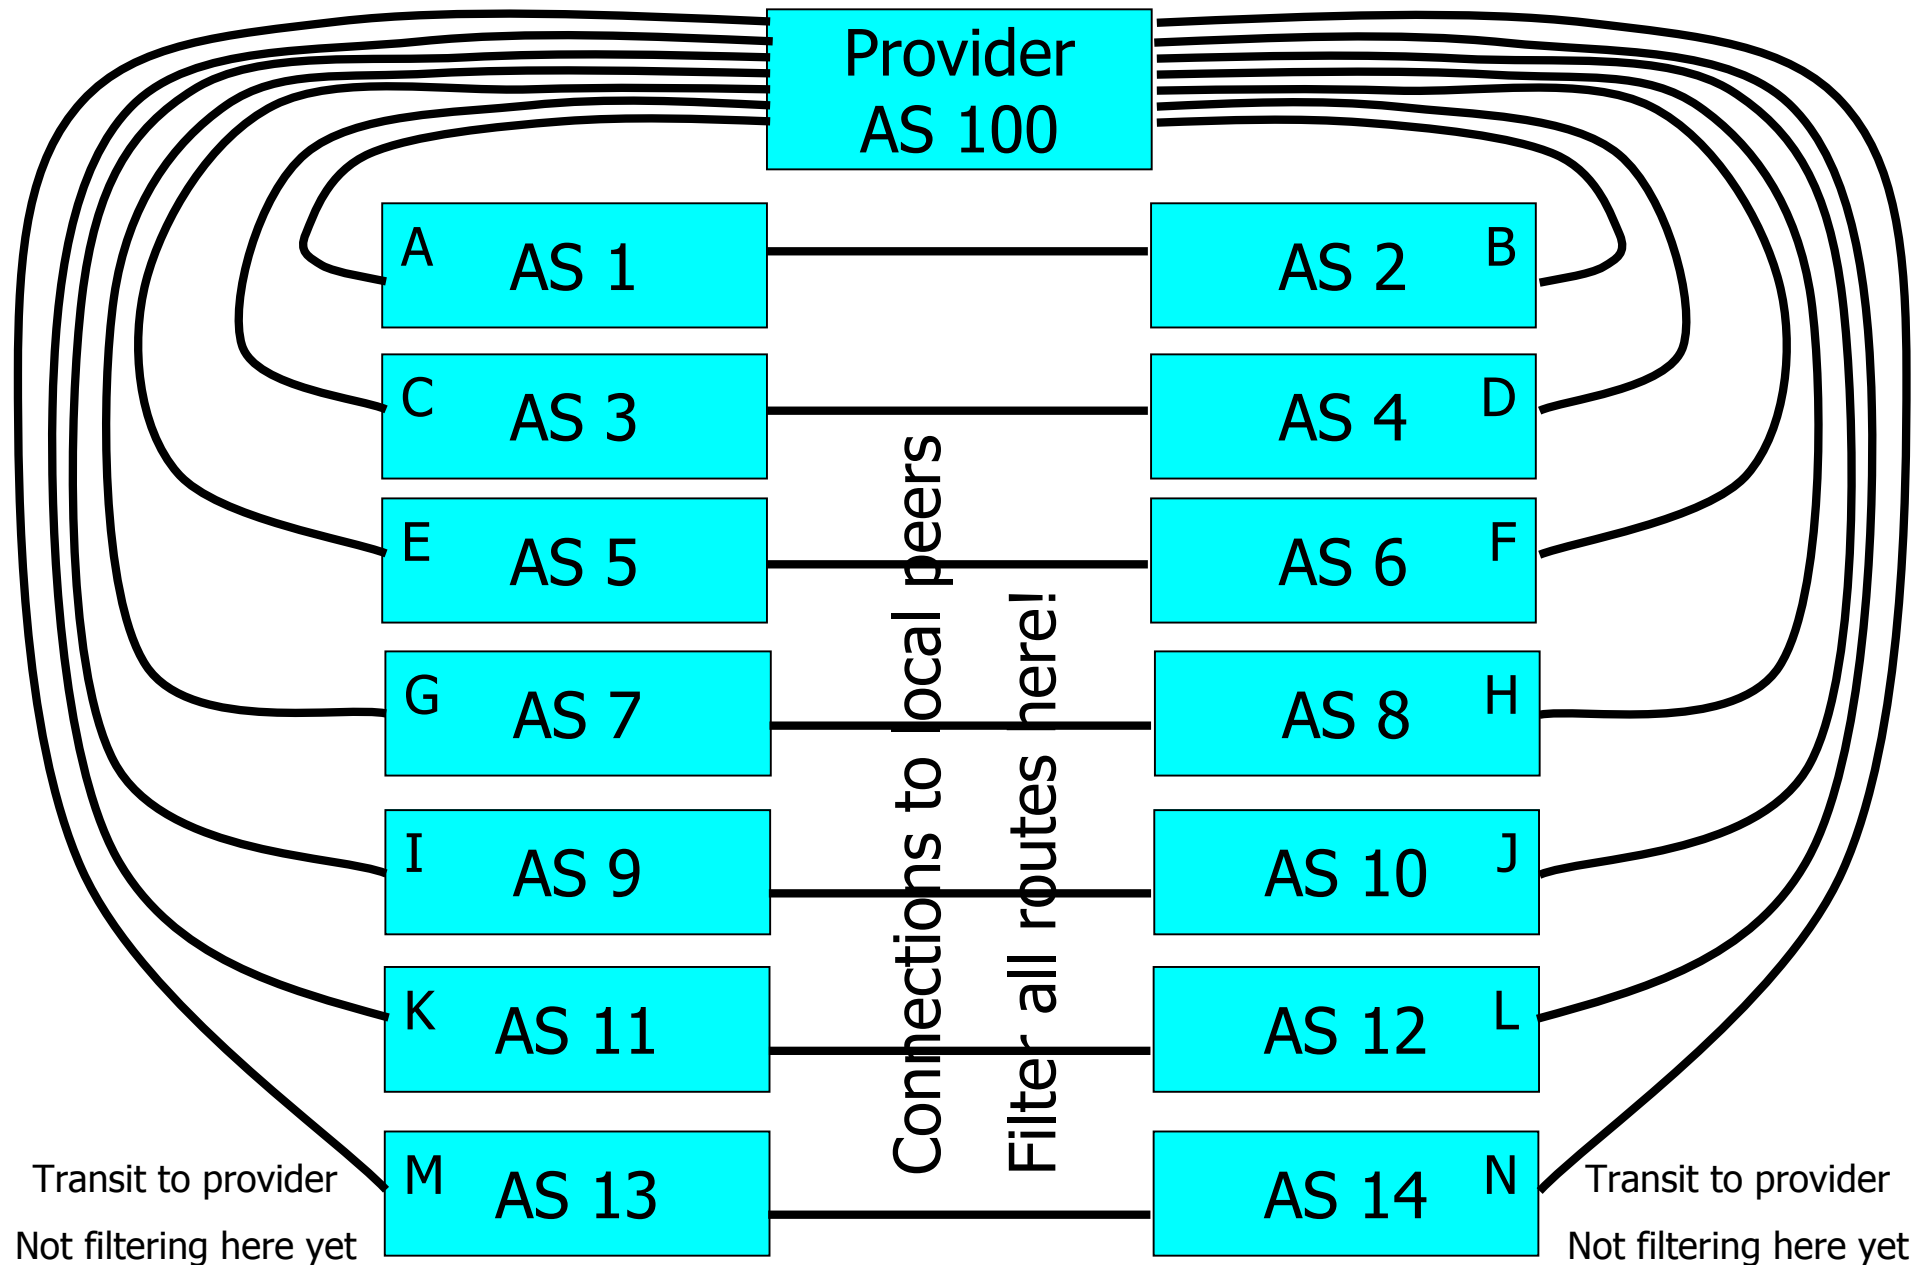 Provider
AS 100
A
AS 1
AS 2
B
C
AS 3
AS 4
D
E
AS 5
AS 6
F
G
AS 7
AS 8
H
I
AS 9
AS 10
J
K
AS 11
AS 12
L
M
AS 13
AS 14
N
Connections to local peers
Filter all routes here!
Transit to provider
Not filtering here yet
Transit to provider
Not filtering here yet